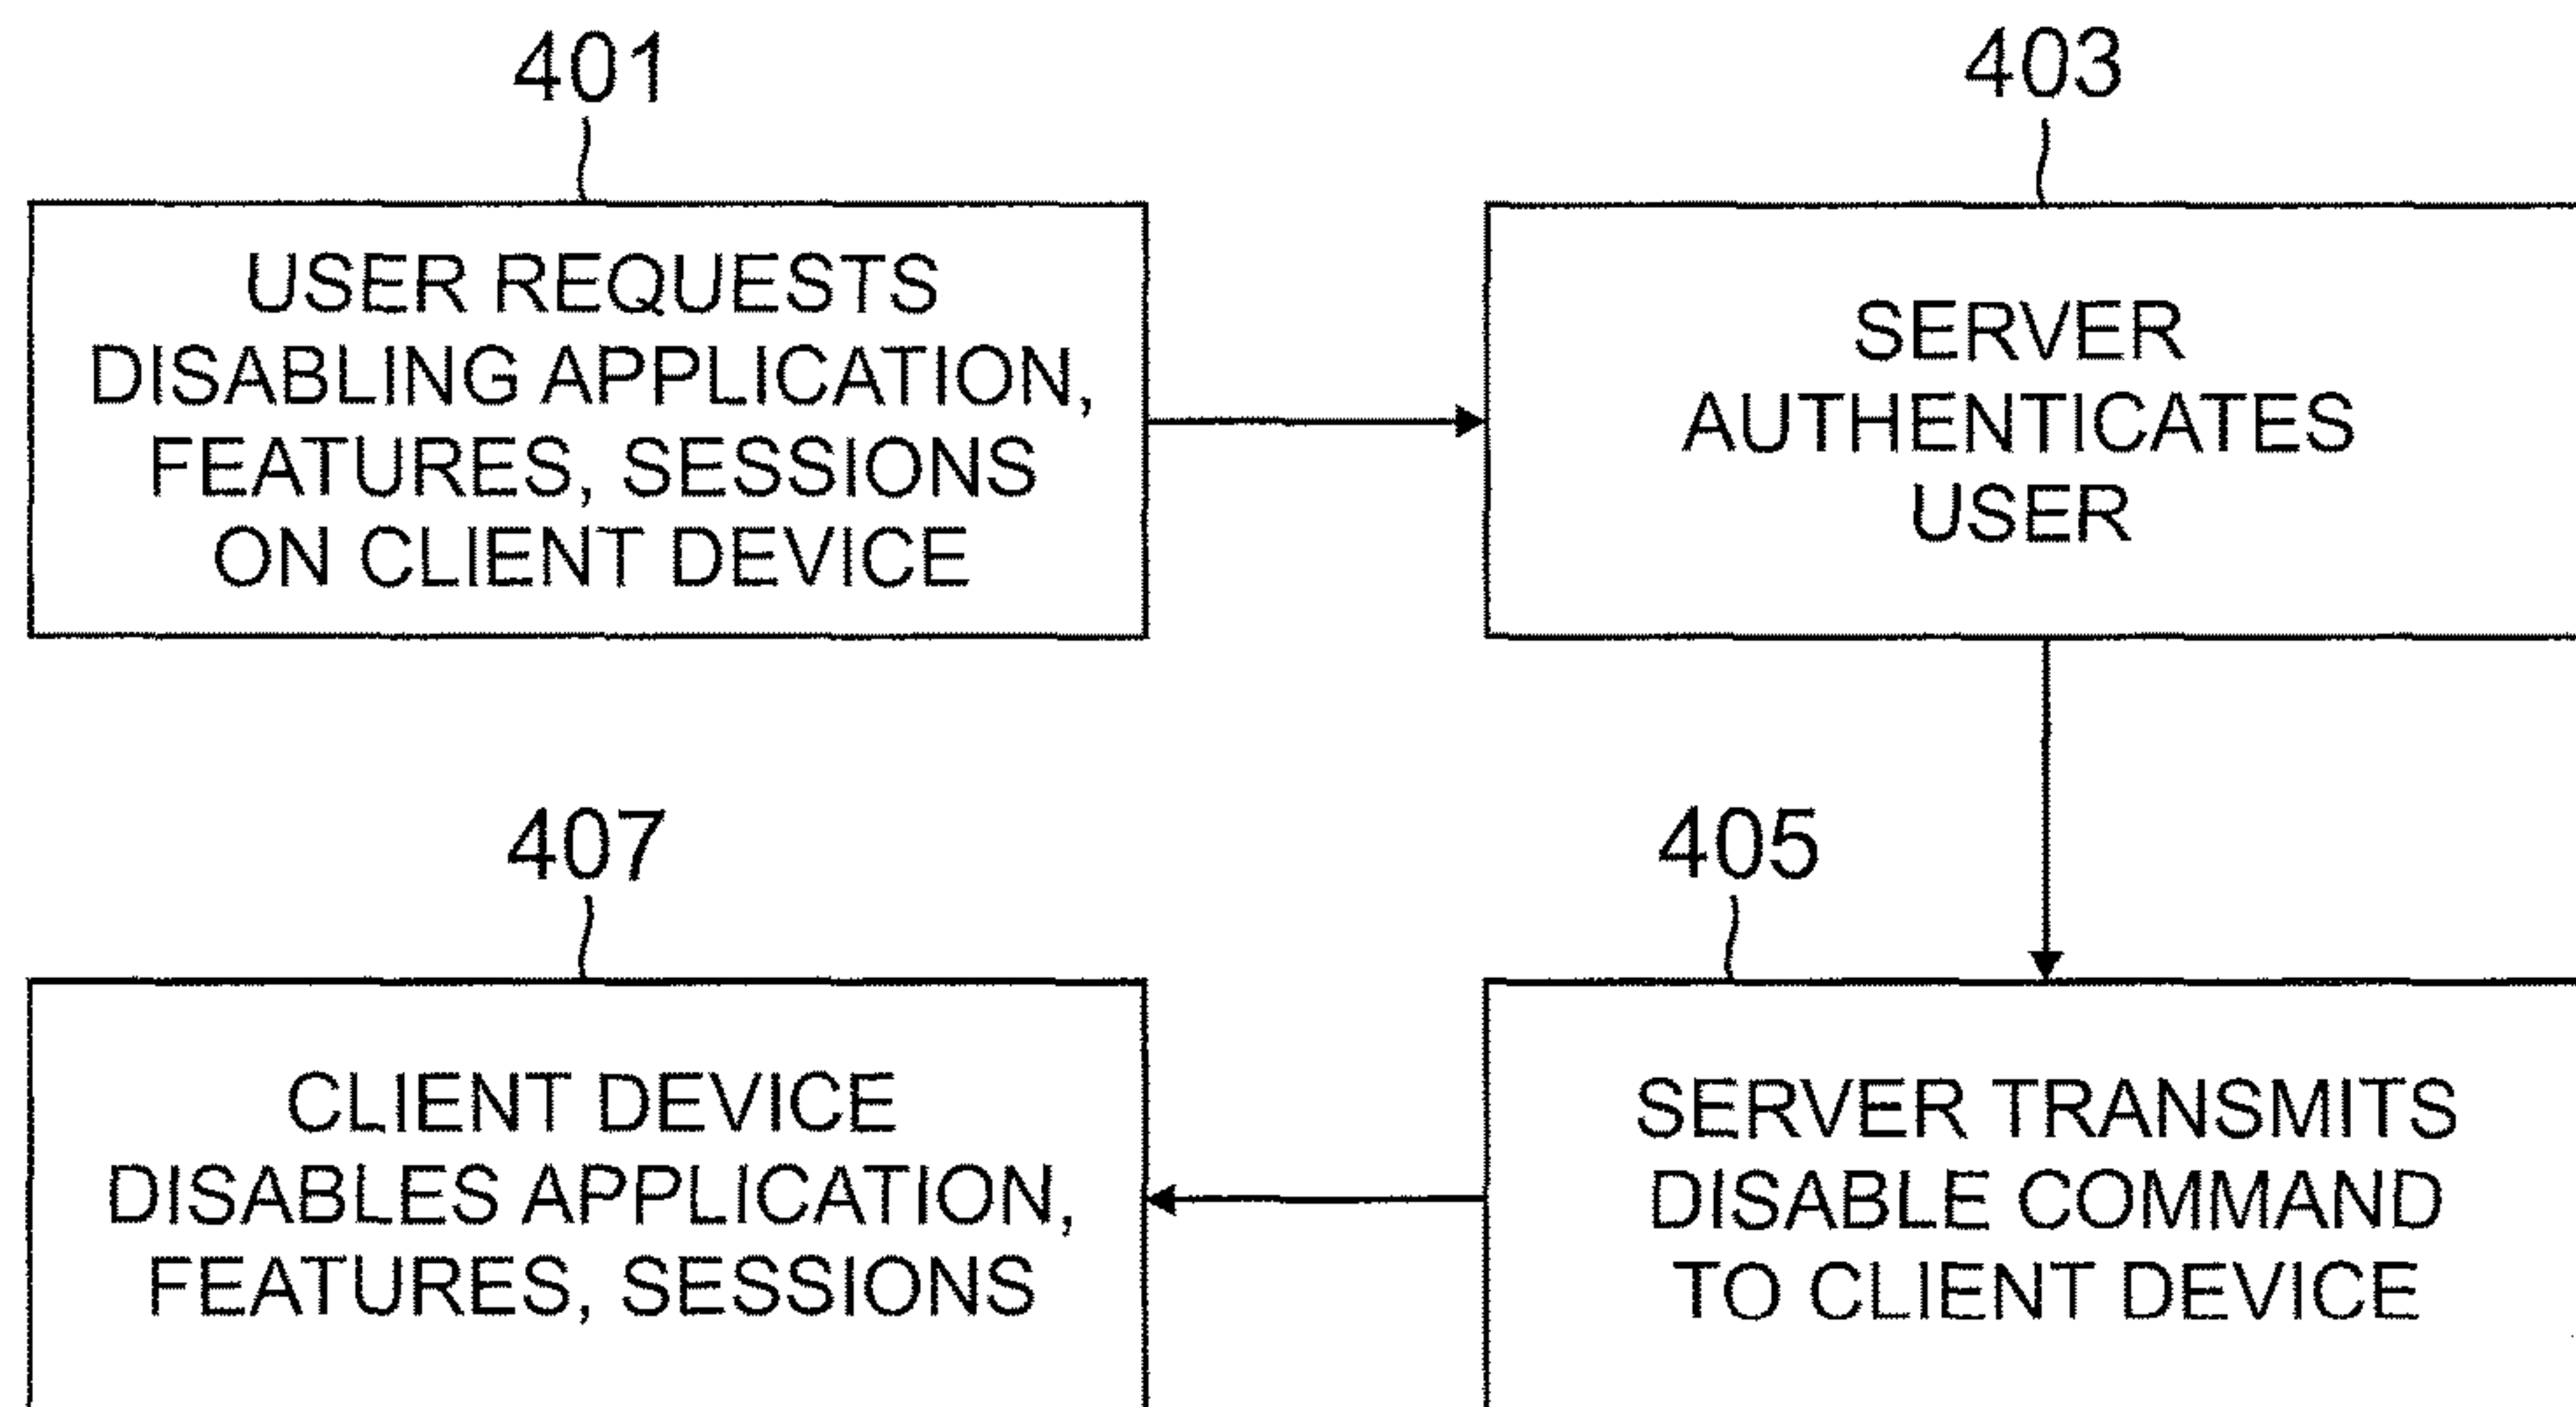 401
USER REQUESTS
DISABLING APPLICATION,
FEATURES, SESSIONS
ON CLIENT DEVICE
403
SERVER
AUTHENTICATES
USER
407
CLIENT DEVICE
DISABLES APPLICATION,
FEATURES, SESSIONS
405
SERVER TRANSMITS
DISABLE COMMAND
TO CLIENT DEVICE